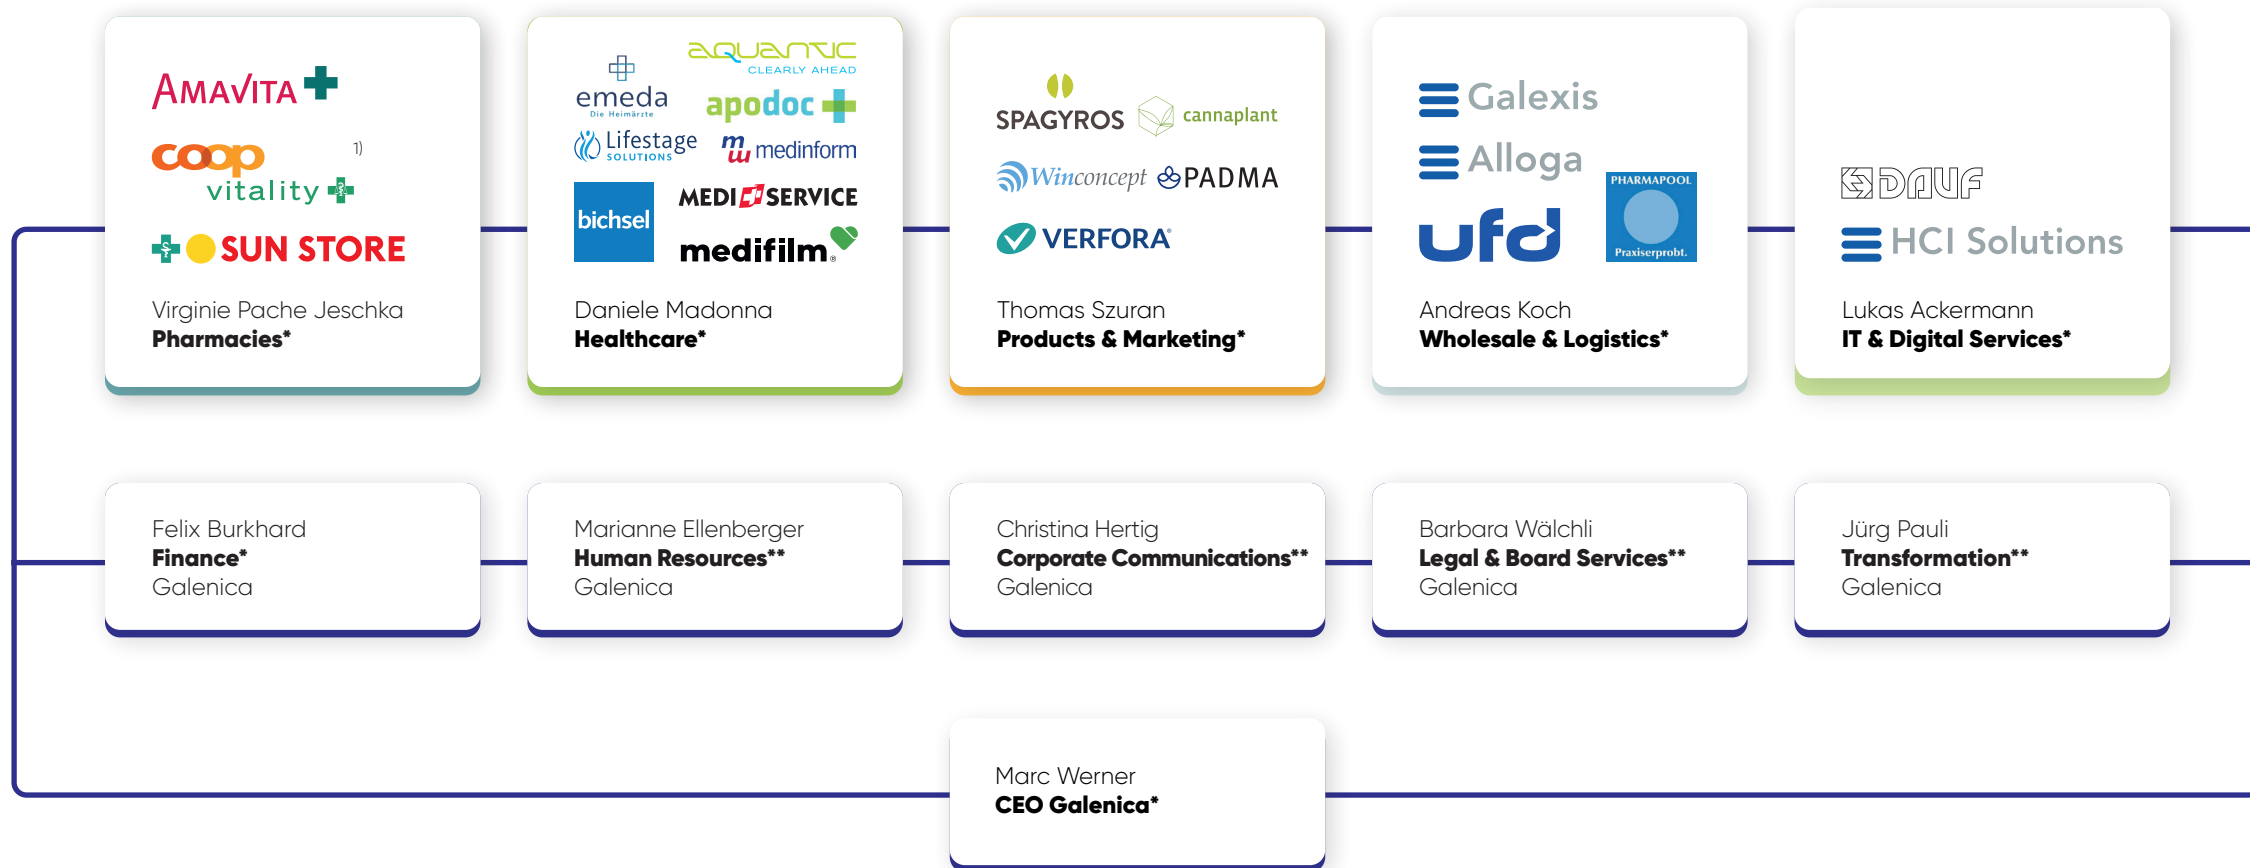 AMAVITA
coop 1)
vitality
SUN STORE
Virginie Pache Jeschka
Pharmacies*
aquantic
CLEARLY AHEAD
emeda
Die Heimärzte
apodoc
Lifestage
SOLUTIONS
mu medinform
bichsel
MEDISERVICE
medifilm®
Daniele Madonna
Healthcare*
SPAGYROS
cannaplant
Winconcept
PADMA
VERFORA®
Thomas Szuran
Products & Marketing*
Galexis
Alloga
ufd
PHARMAPOOL
Praxiserprobt.
Andreas Koch
Wholesale & Logistics*
DAUF
HCI Solutions
Lukas Ackermann
IT & Digital Services*
Felix Burkhard
Finance*
Galenica
Marianne Ellenberger
Human Resources**
Galenica
Christina Hertig
Corporate Communications**
Galenica
Barbara Wälchli
Legal & Board Services**
Galenica
Jürg Pauli
Transformation**
Galenica
Marc Werner
CEO Galenica*